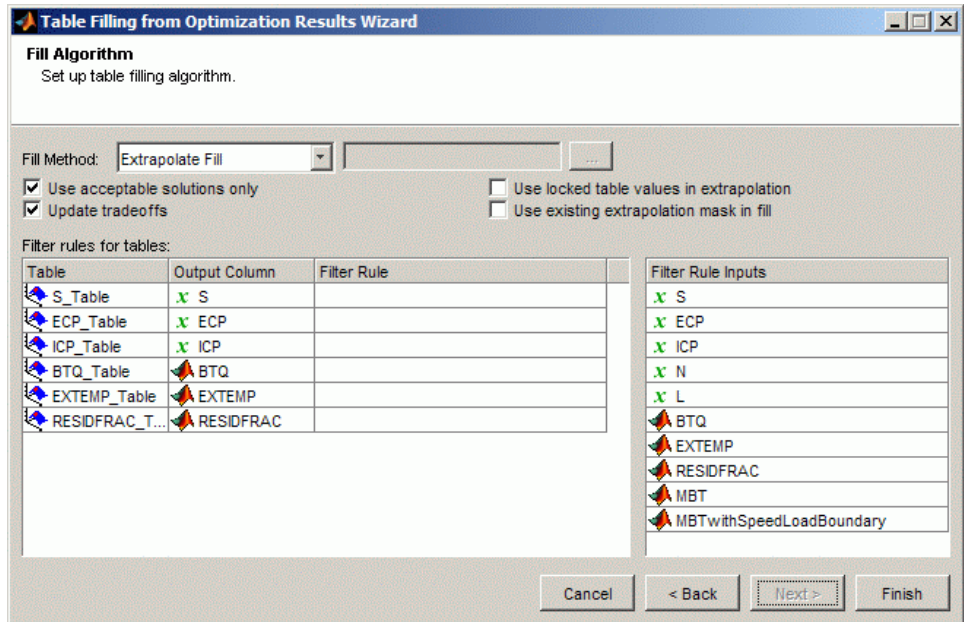 Table Filling from Optimization Results Wizard
Fill Algorithm
Set up table filling algorithm.
Fill Method: Extrapolate Fill ...
Use acceptable solutions only
Use locked table values in extrapolation
Update tradeoffs
Use existing extrapolation mask in fill
Filter rules for tables:
Table Output Column Filter Rule
S_Table x S
ECP_Table x ECP
ICP_Table x ICP
BTQ_Table BTQ
EXTEMP_Table EXTEMP
RESIDFRAC_T... RESIDFRAC
Filter Rule Inputs
x S
x ECP
x ICP
x N
x L
BTQ
EXTEMP
RESIDFRAC
MBT
MBTwithSpeedLoadBoundary
Cancel < Back Next > Finish